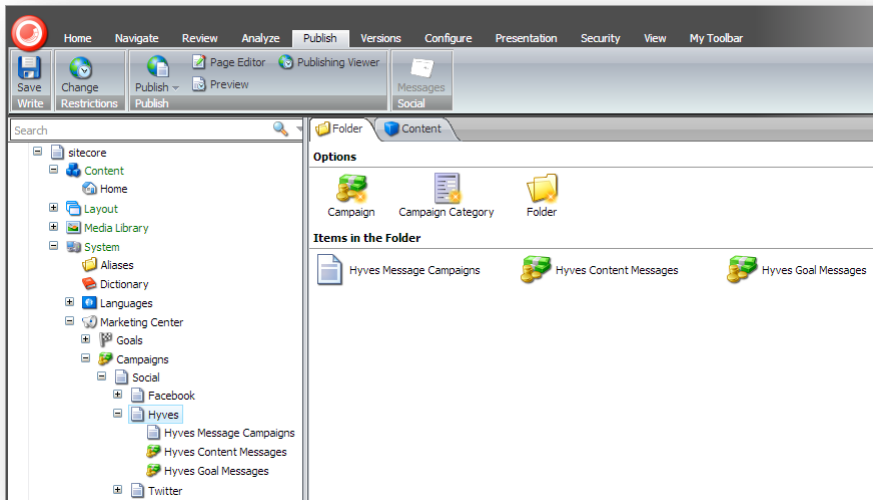 Home Navigate Review Analyze Publish Versions Configure Presentation Security View My Toolbar
Save Change Publish Page Editor Publishing Viewer Messages
Preview
Write Restrictions Publish Social
Search
Folder Content
sitecore
Content
Home
Layout
Media Library
System
Aliases
Dictionary
Languages
Marketing Center
Goals
Campaigns
Social
Facebook
Hyves
Hyves Message Campaigns
Hyves Content Messages
Hyves Goal Messages
Twitter
Options
Campaign Campaign Category Folder
Items in the Folder
Hyves Message Campaigns Hyves Content Messages Hyves Goal Messages